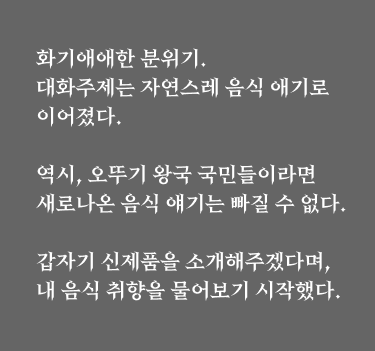 화기애애한 분위기.
대화주제는 자연스레 음식 얘기로
이어졌다.
역시, 오뚜기 왕국 국민들이라면
새로나온 음식 얘기는 빠질 수 없다.
갑자기 신제품을 소개해주겠다며,
내 음식 취향을 물어보기 시작했다.